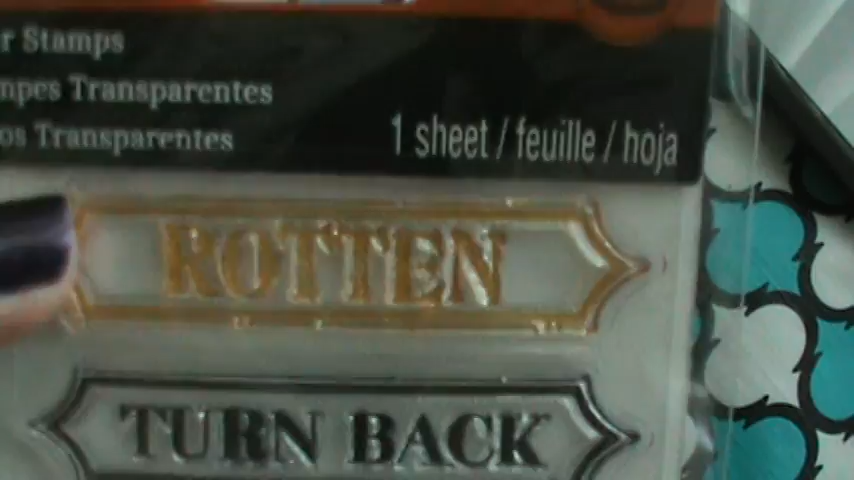 r Stamps
mpes Transparentes
os Transparentes
1 sheet / feuille / hoja
ROTTEN
TURN BACK